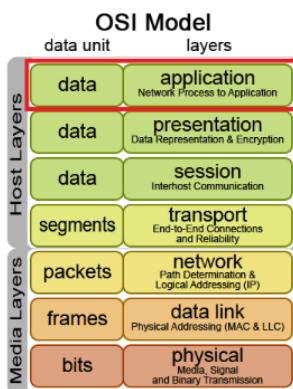 OSI Model
data unit layers
Host Layers
data application
Network Process to Application
data presentation
Data Representation & Encryption
data session
Interhost Communication
segments transport
End-to-End Connections
and Reliability
Media Layers
packets network
Path Determination &
Logical Addressing (IP)
frames data link
Physical Addressing (MAC & LLC)
bits physical
Media, Signal
and Binary Transmission